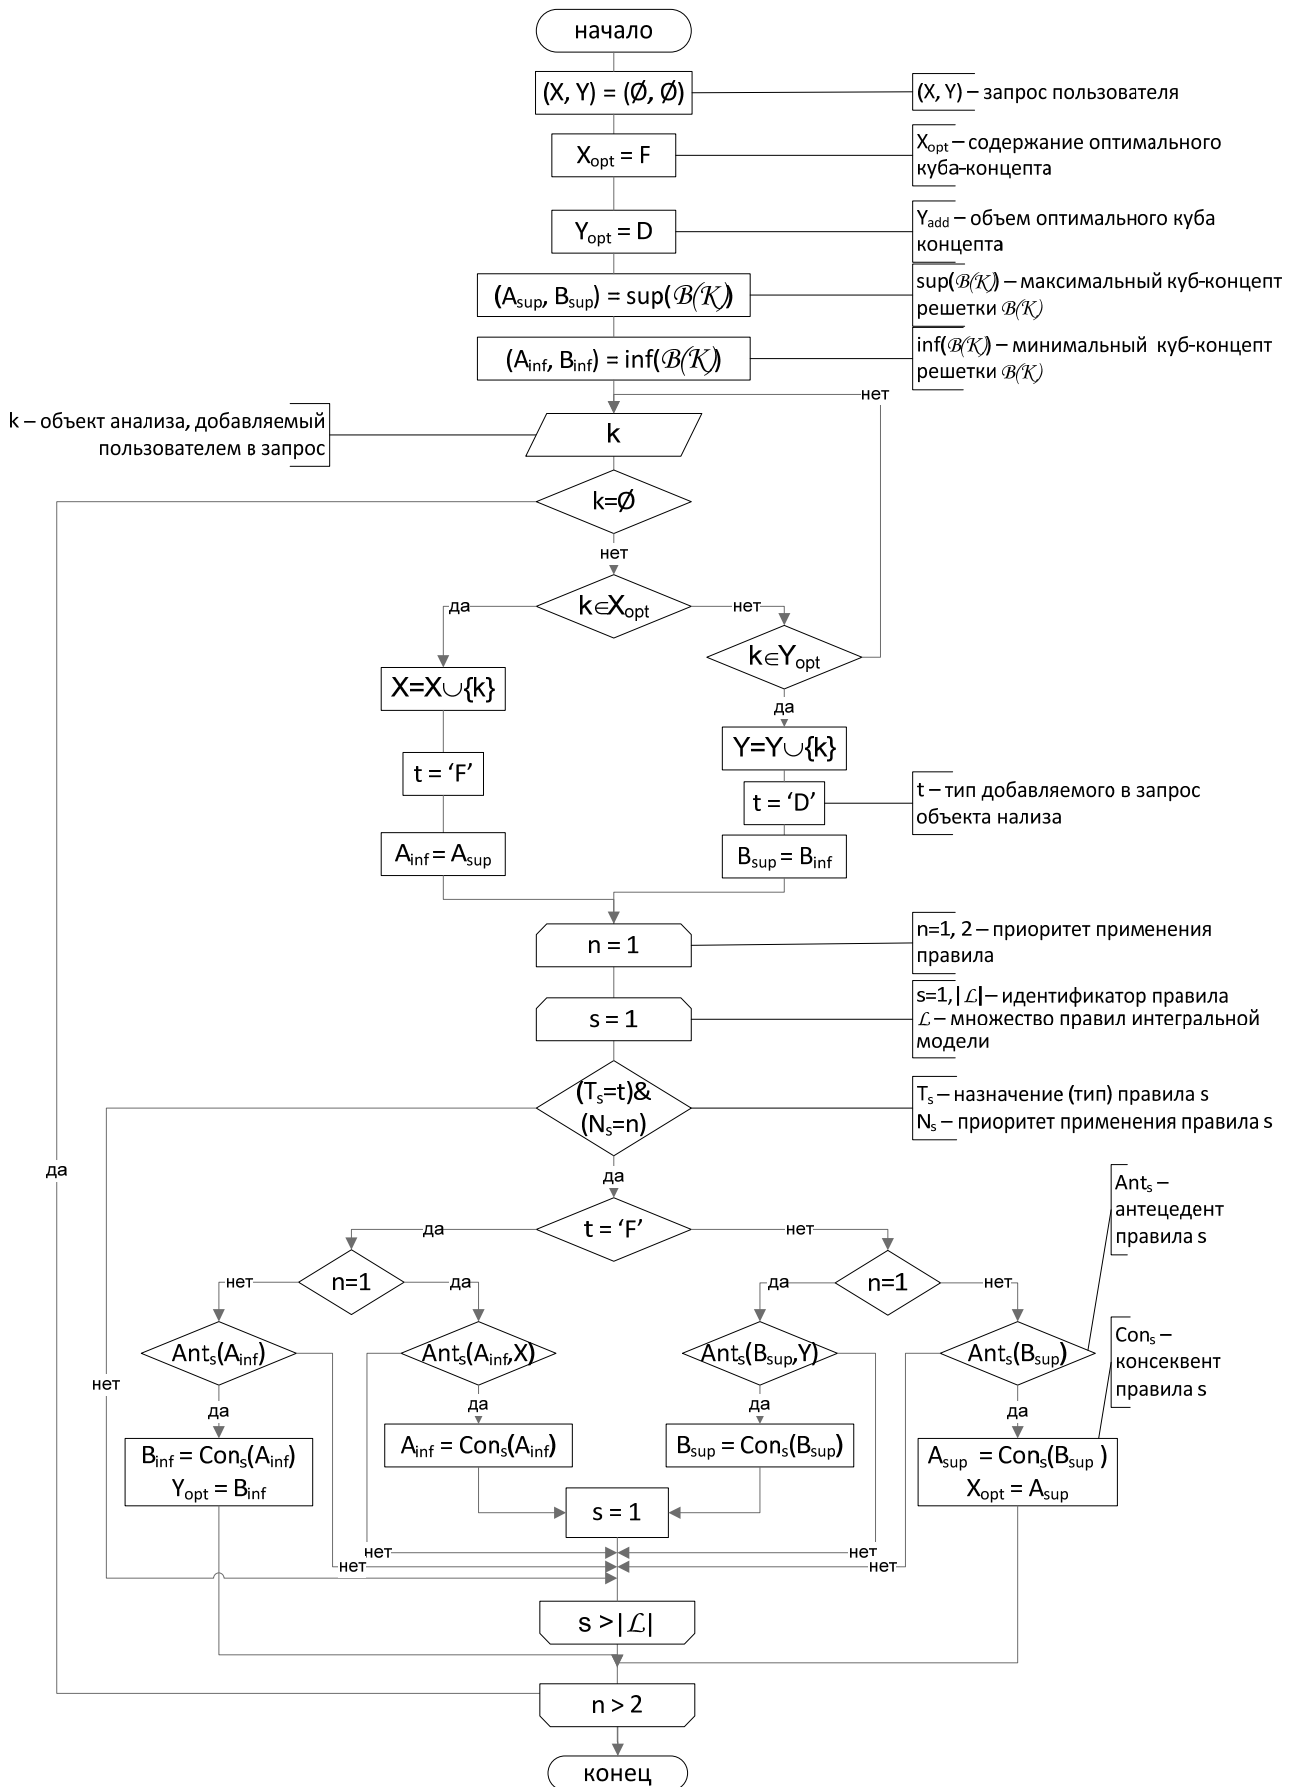 начало
(X, Y) = (Ø, Ø)
(X, Y) – запрос пользователя
Xopt = F
Xopt – содержание оптимального
куба-концепта
Yopt = D
Yadd – объем оптимального куба
концепта
(Asup, Bsup) = sup(ℬ(𝒦))
sup(ℬ(𝒦)) – максимальный куб-концепт
решетки ℬ(𝒦)
(Ainf, Binf) = inf(ℬ(𝒦))
inf(ℬ(𝒦)) – минимальный куб-концепт
решетки ℬ(𝒦)
нет
k – объект анализа, добавляемый
пользователем в запрос
k
k=Ø
нет
k∈Xopt
да
нет
k∈Yopt
да
X=X∪{k}
Y=Y∪{k}
t = ‘F’
t = ‘D’
t – тип добавляемого в запрос
объекта нализа
Ainf = Asup
Bsup = Binf
n = 1
n=1, 2 – приоритет применения
правила
s = 1
s=1,|ℒ| – идентификатор правила
ℒ – множество правил интегральной
модели
(Ts=t)&
(Ns=n)
Ts – назначение (тип) правила s
Ns – приоритет применения правила s
да
да
t = ‘F’
да
нет
Ants –
антецедент
правила s
n=1
нет
да
n=1
да
нет
Ants(Ainf)
Ants(Ainf,X)
Ants(Bsup,Y)
Ants(Bsup)
Cons –
консеквент
правила s
нет
да
да
да
да
Binf = Cons(Ainf)
Yopt = Binf
Ainf = Cons(Ainf)
Bsup = Cons(Bsup)
Asup = Cons(Bsup )
Xopt = Asup
s = 1
нет
нет
нет
нет
s >|ℒ|
n > 2
конец